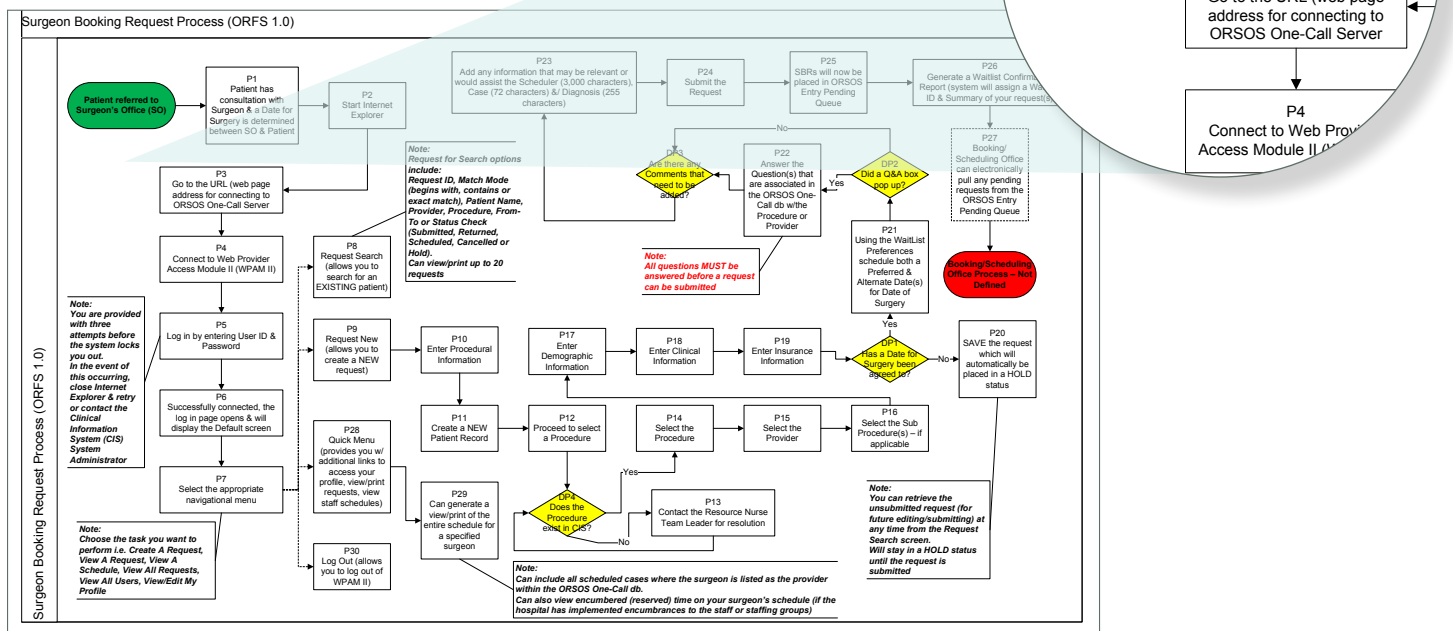 Surgeon Booking Request Process (ORFS 1.0)
Surgeon Booking Request Process (ORFS 1.0)
Patient referred to
Surgeon's Office (SO)
P1
Patient has
consultation with
Surgeon & a Date for
Surgery is determined
between SO & Patient
P2
Start Internet
Explorer
P3
Go to the URL (web page
address for connecting to
ORSOS One-Call Server
P4
Connect to Web Provider
Access Module II (WPAM II)
P5
Log in by entering User ID &
Password
P6
Successfully connected, the
log in page opens & will
display the Default screen
P7
Select the appropriate
navigational menu
Note:
You are provided
with three
attempts before
the system locks
you out.
In the event of
this occurring,
close Internet
Explorer & retry
or contact the
Clinical
Information
System (CIS)
System
Administrator
Note:
Choose the task you want to
perform i.e. Create A Request,
View A Request, View A
Schedule, View All Requests,
View All Users, View/Edit My
Profile
P8
Request Search
(allows you to
search for an
EXISTING patient)
Note:
Request for Search options
include:
Request ID, Match Mode
(begins with, contains or
exact match), Patient Name,
Provider, Procedure, From-
To or Status Check
(Submitted, Returned,
Scheduled, Cancelled or
Hold).
Can view/print up to 20
requests
P9
Request New
(allows you to
create a NEW
request)
P10
Enter Procedural
Information
P11
Create a NEW
Patient Record
P12
Proceed to select
a Procedure
DP4
Does the
Procedure
exist in CIS?
Yes
No
P13
Contact the Resource Nurse
Team Leader for resolution
P14
Select the
Procedure
P15
Select the
Provider
P16
Select the Sub
Procedure(s) – if
applicable
P17
Enter
Demographic
Information
P18
Enter Clinical
Information
P19
Enter Insurance
Information
DP1
Has a Date for
Surgery been
agreed to?
Yes
No
P20
SAVE the request
which will
automatically be
placed in a HOLD
status
Note:
You can retrieve the
unsubmitted request (for
future editing/submitting) at
any time from the Request
Search screen.
Will stay in a HOLD status
until the request is
submitted
P21
Using the WaitList
Preferences
schedule both a
Preferred &
Alternate Date(s)
for Date of
Surgery
DP2
Did a Q&A box
pop up?
Yes
No
P22
Answer the
Question(s) that
are associated in
the ORSOS One-
Call db w/the
Procedure or
Provider
Note:
All questions MUST be
answered before a request
can be submitted
DP3
Are there any
Comments that
need to be
added?
P23
Add any information that may be relevant or
would assist the Scheduler (3,000 characters),
Case (72 characters) &/ Diagnosis (255
characters)
P24
Submit the
Request
P25
SBRs will now be
placed in ORSOS
Entry Pending
Queue
P26
Generate a Waitlist Confirma
Report (system will assign a Wa
ID & Summary of your request(s)
P27
Booking/
Scheduling Office
can electronically
pull any pending
requests from the
ORSOS Entry
Pending Queue
Booking/Scheduling
Office Process – Not
Defined
P28
Quick Menu
(provides you w/
additional links to
access your
profile, view/print
requests, view
staff schedules)
P29
Can generate a
view/print of the
entire schedule for
a specified
surgeon
P30
Log Out (allows
you to log out of
WPAM II)
Note:
Can include all scheduled cases where the surgeon is listed as the provider
within the ORSOS One-Call db.
Can also view encumbered (reserved) time on your surgeon's schedule (if the
hospital has implemented encumbrances to the staff or staffing groups)
Go to the URL (web page
address for connecting to
ORSOS One-Call Server
P4
Connect to Web Provi
Access Module II (W